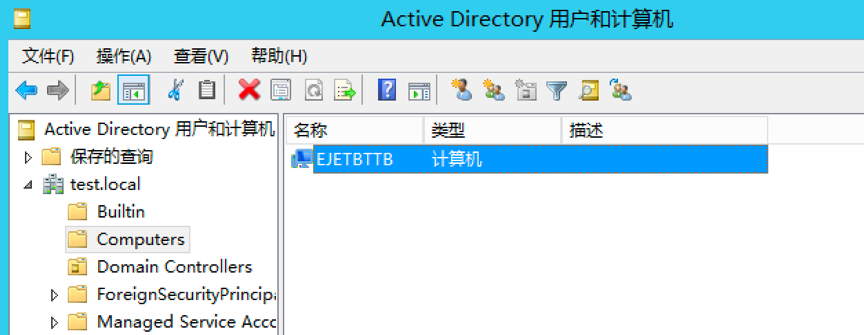 Active Directory 用户和计算机
文件(F) 操作(A) 查看(V) 帮助(H)
Active Directory 用户和计算机
保存的查询
test.local
Builtin
Computers
Domain Controllers
ForeignSecurityPrincipa
Managed Service Acco
名称 类型 描述
EJETBTTB 计算机